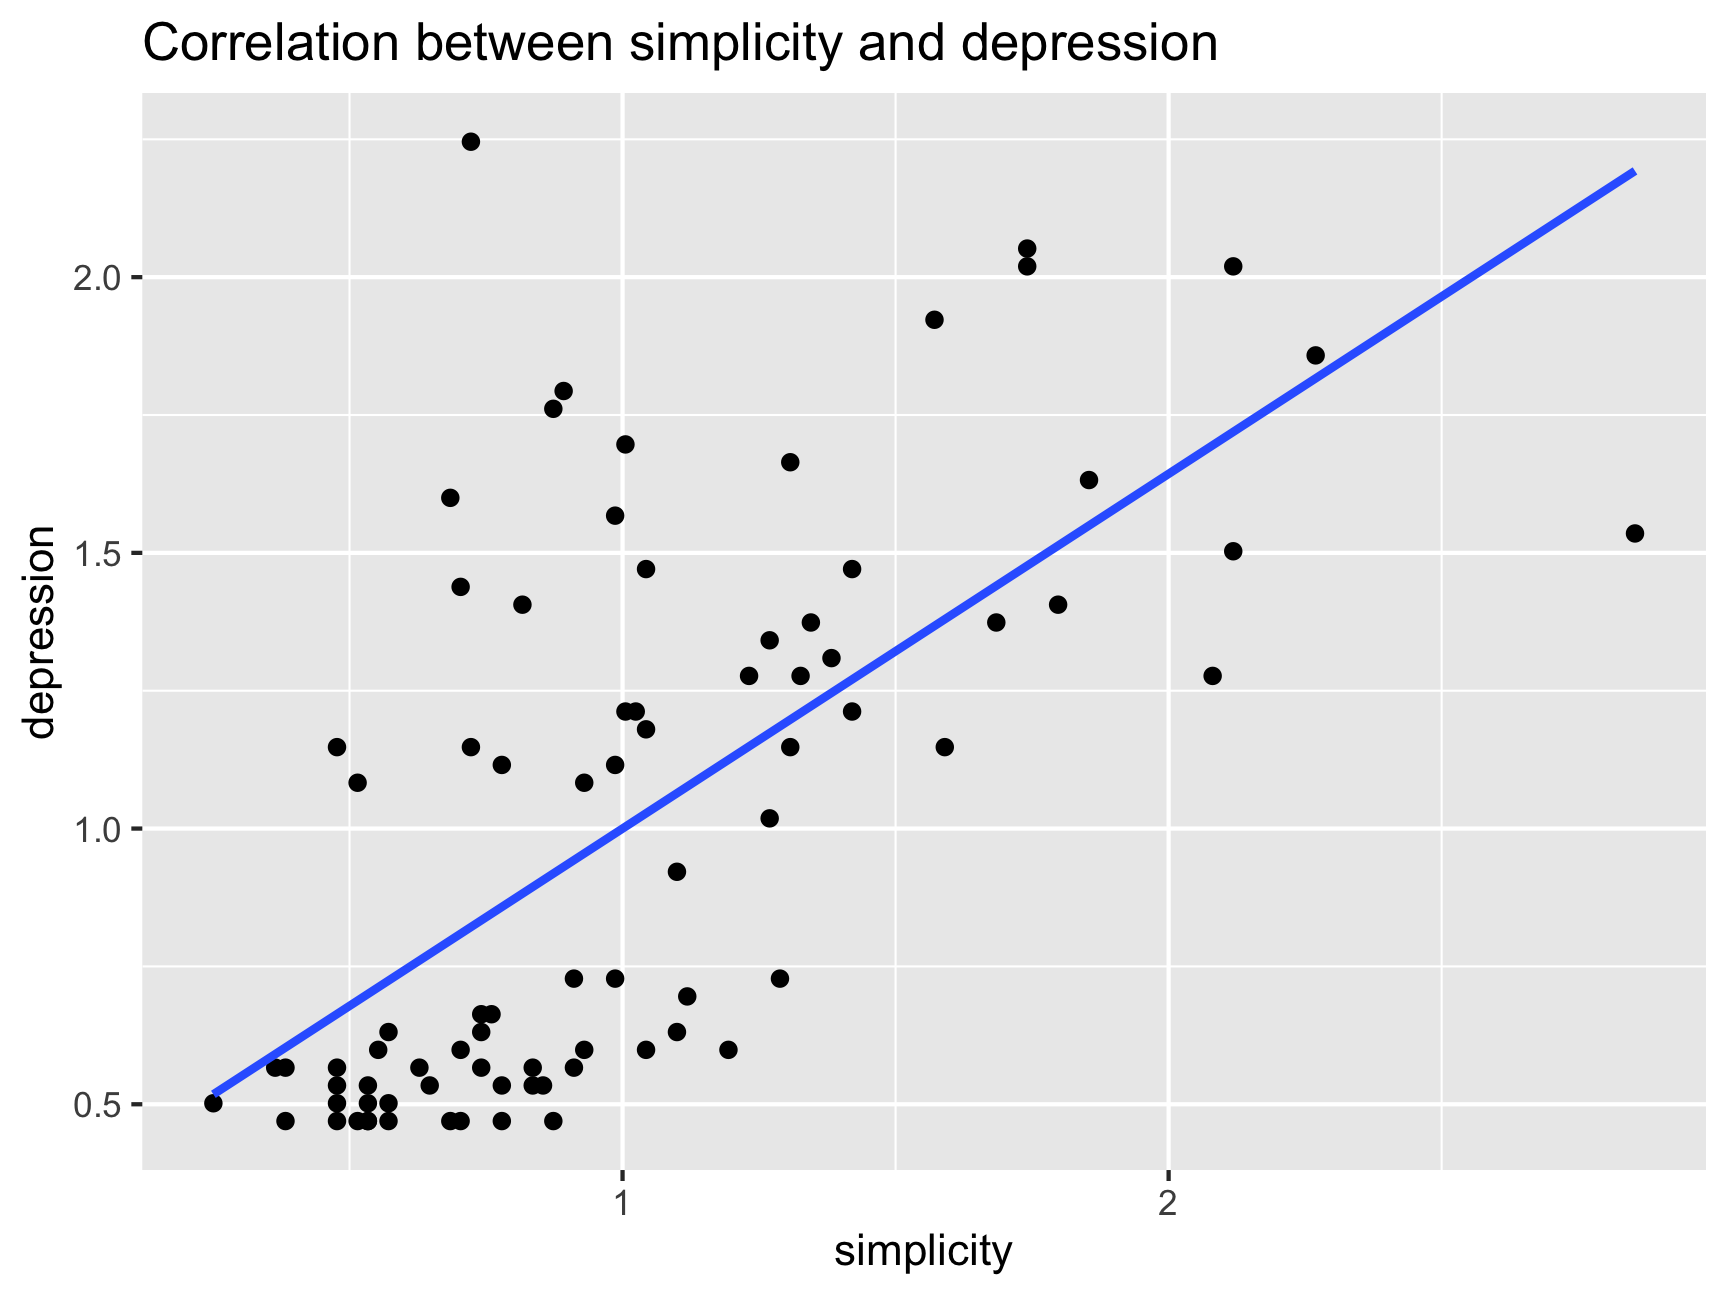 Correlation between simplicity and depression
depression
2.0
1.5
1.0
0.5
1
2
simplicity